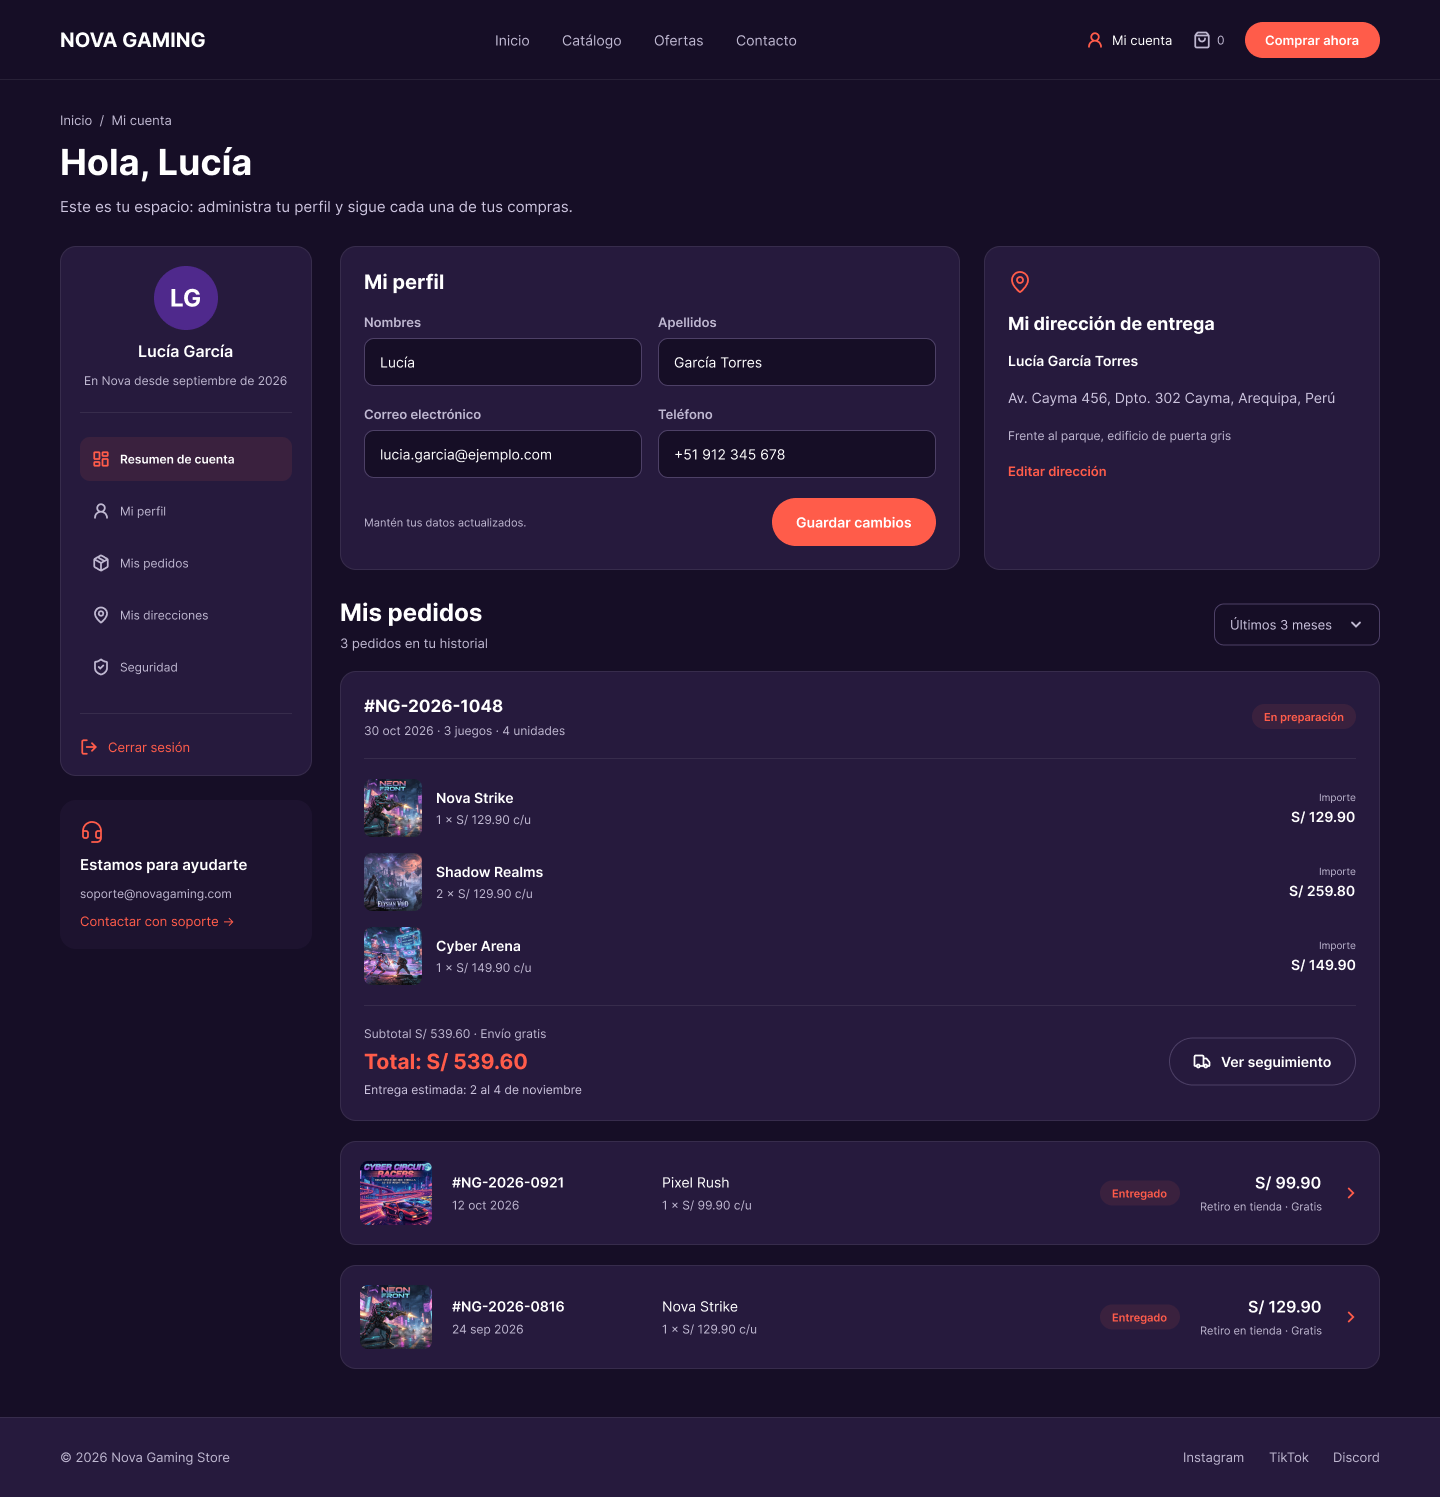 NOVA GAMING
Inicio
Catálogo
Ofertas
Contacto
Mi cuenta
0
Comprar ahora
Inicio / Mi cuenta
Hola, Lucía
Este es tu espacio: administra tu perfil y sigue cada una de tus compras.
LG
Lucía García
En Nova desde septiembre de 2026
Resumen de cuenta
Mi perfil
Mis pedidos
Mis direcciones
Seguridad
Cerrar sesión
Estamos para ayudarte
soporte@novagaming.com
Contactar con soporte →
Mi perfil
Nombres
Lucía
Apellidos
García Torres
Correo electrónico
lucia.garcia@ejemplo.com
Teléfono
+51 912 345 678
Mantén tus datos actualizados.
Guardar cambios
Mi dirección de entrega
Lucía García Torres
Av. Cayma 456, Dpto. 302 Cayma, Arequipa, Perú
Frente al parque, edificio de puerta gris
Editar dirección
Mis pedidos
3 pedidos en tu historial
Últimos 3 meses
#NG-2026-1048
30 oct 2026 · 3 juegos · 4 unidades
En preparación
NEON
FRONT
Nova Strike
1 × S/ 129.90 c/u
Importe
S/ 129.90
ELYSIAN VOID
Shadow Realms
2 × S/ 129.90 c/u
Importe
S/ 259.80
Cyber Arena
1 × S/ 149.90 c/u
Importe
S/ 149.90
Subtotal S/ 539.60 · Envío gratis
Total: S/ 539.60
Entrega estimada: 2 al 4 de noviembre
Ver seguimiento
CYBER CIRCUIT
RACERS
#NG-2026-0921
12 oct 2026
Pixel Rush
1 × S/ 99.90 c/u
Entregado
S/ 99.90
Retiro en tienda · Gratis
NEON
FRONT
#NG-2026-0816
24 sep 2026
Nova Strike
1 × S/ 129.90 c/u
Entregado
S/ 129.90
Retiro en tienda · Gratis
© 2026 Nova Gaming Store
Instagram
TikTok
Discord